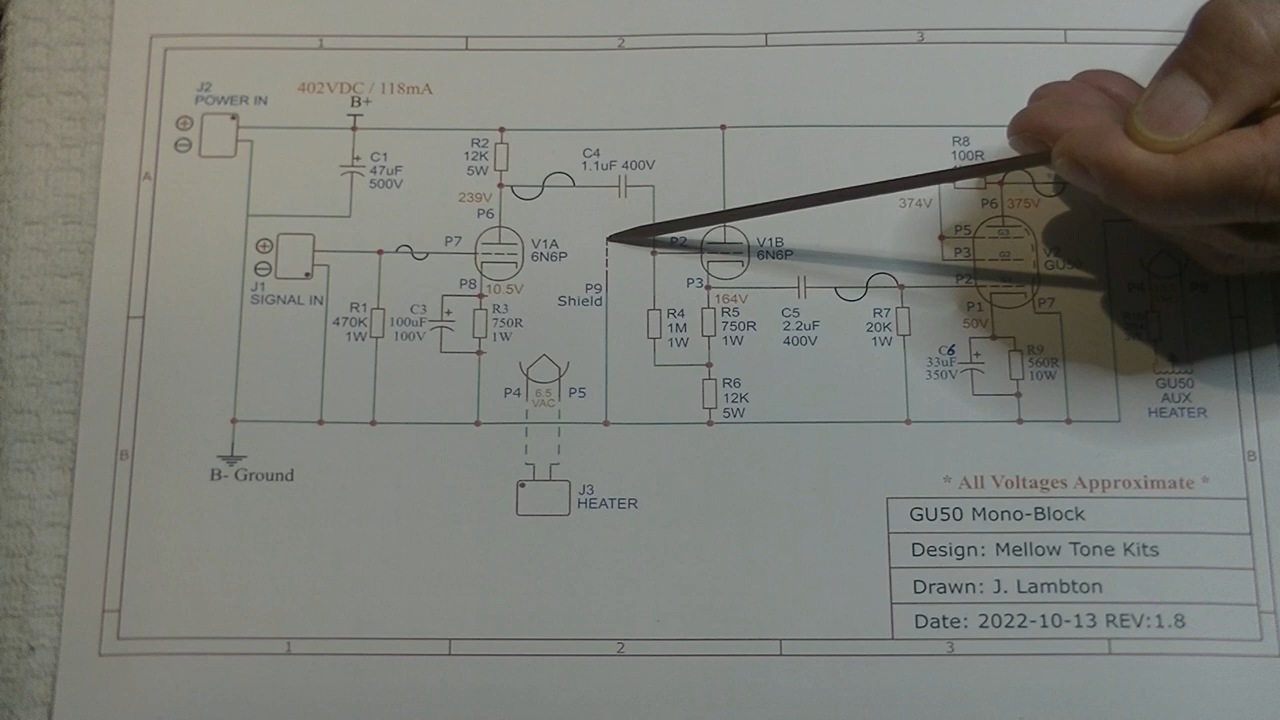 1
2
3
A
B
B
1
2
3
J2
POWER IN
402VDC / 118mA
B+
C1
47uF
500V
R2
12K
5W
239V
P6
C4
1.1uF 400V
J1
SIGNAL IN
P7
V1A
6N6P
P8
10.5V
R1
470K
1W
C3
100uF
100V
R3
750R
1W
P4
6.5
VAC
P5
J3
HEATER
P9
Shield
P2
V1B
6N6P
P3
164V
R4
1M
1W
R5
750R
1W
R6
12K
5W
C5
2.2uF
400V
R7
20K
1W
R8
100R
374V
P6
375V
P5
P3
P2
G3
G2
P1
50V
P7
C6
33uF
350V
R9
560R
10W
GU50
AUX
HEATER
B- Ground
* All Voltages Approximate *
GU50 Mono-Block
Design: Mellow Tone Kits
Drawn: J. Lambton
Date: 2022-10-13 REV:1.8